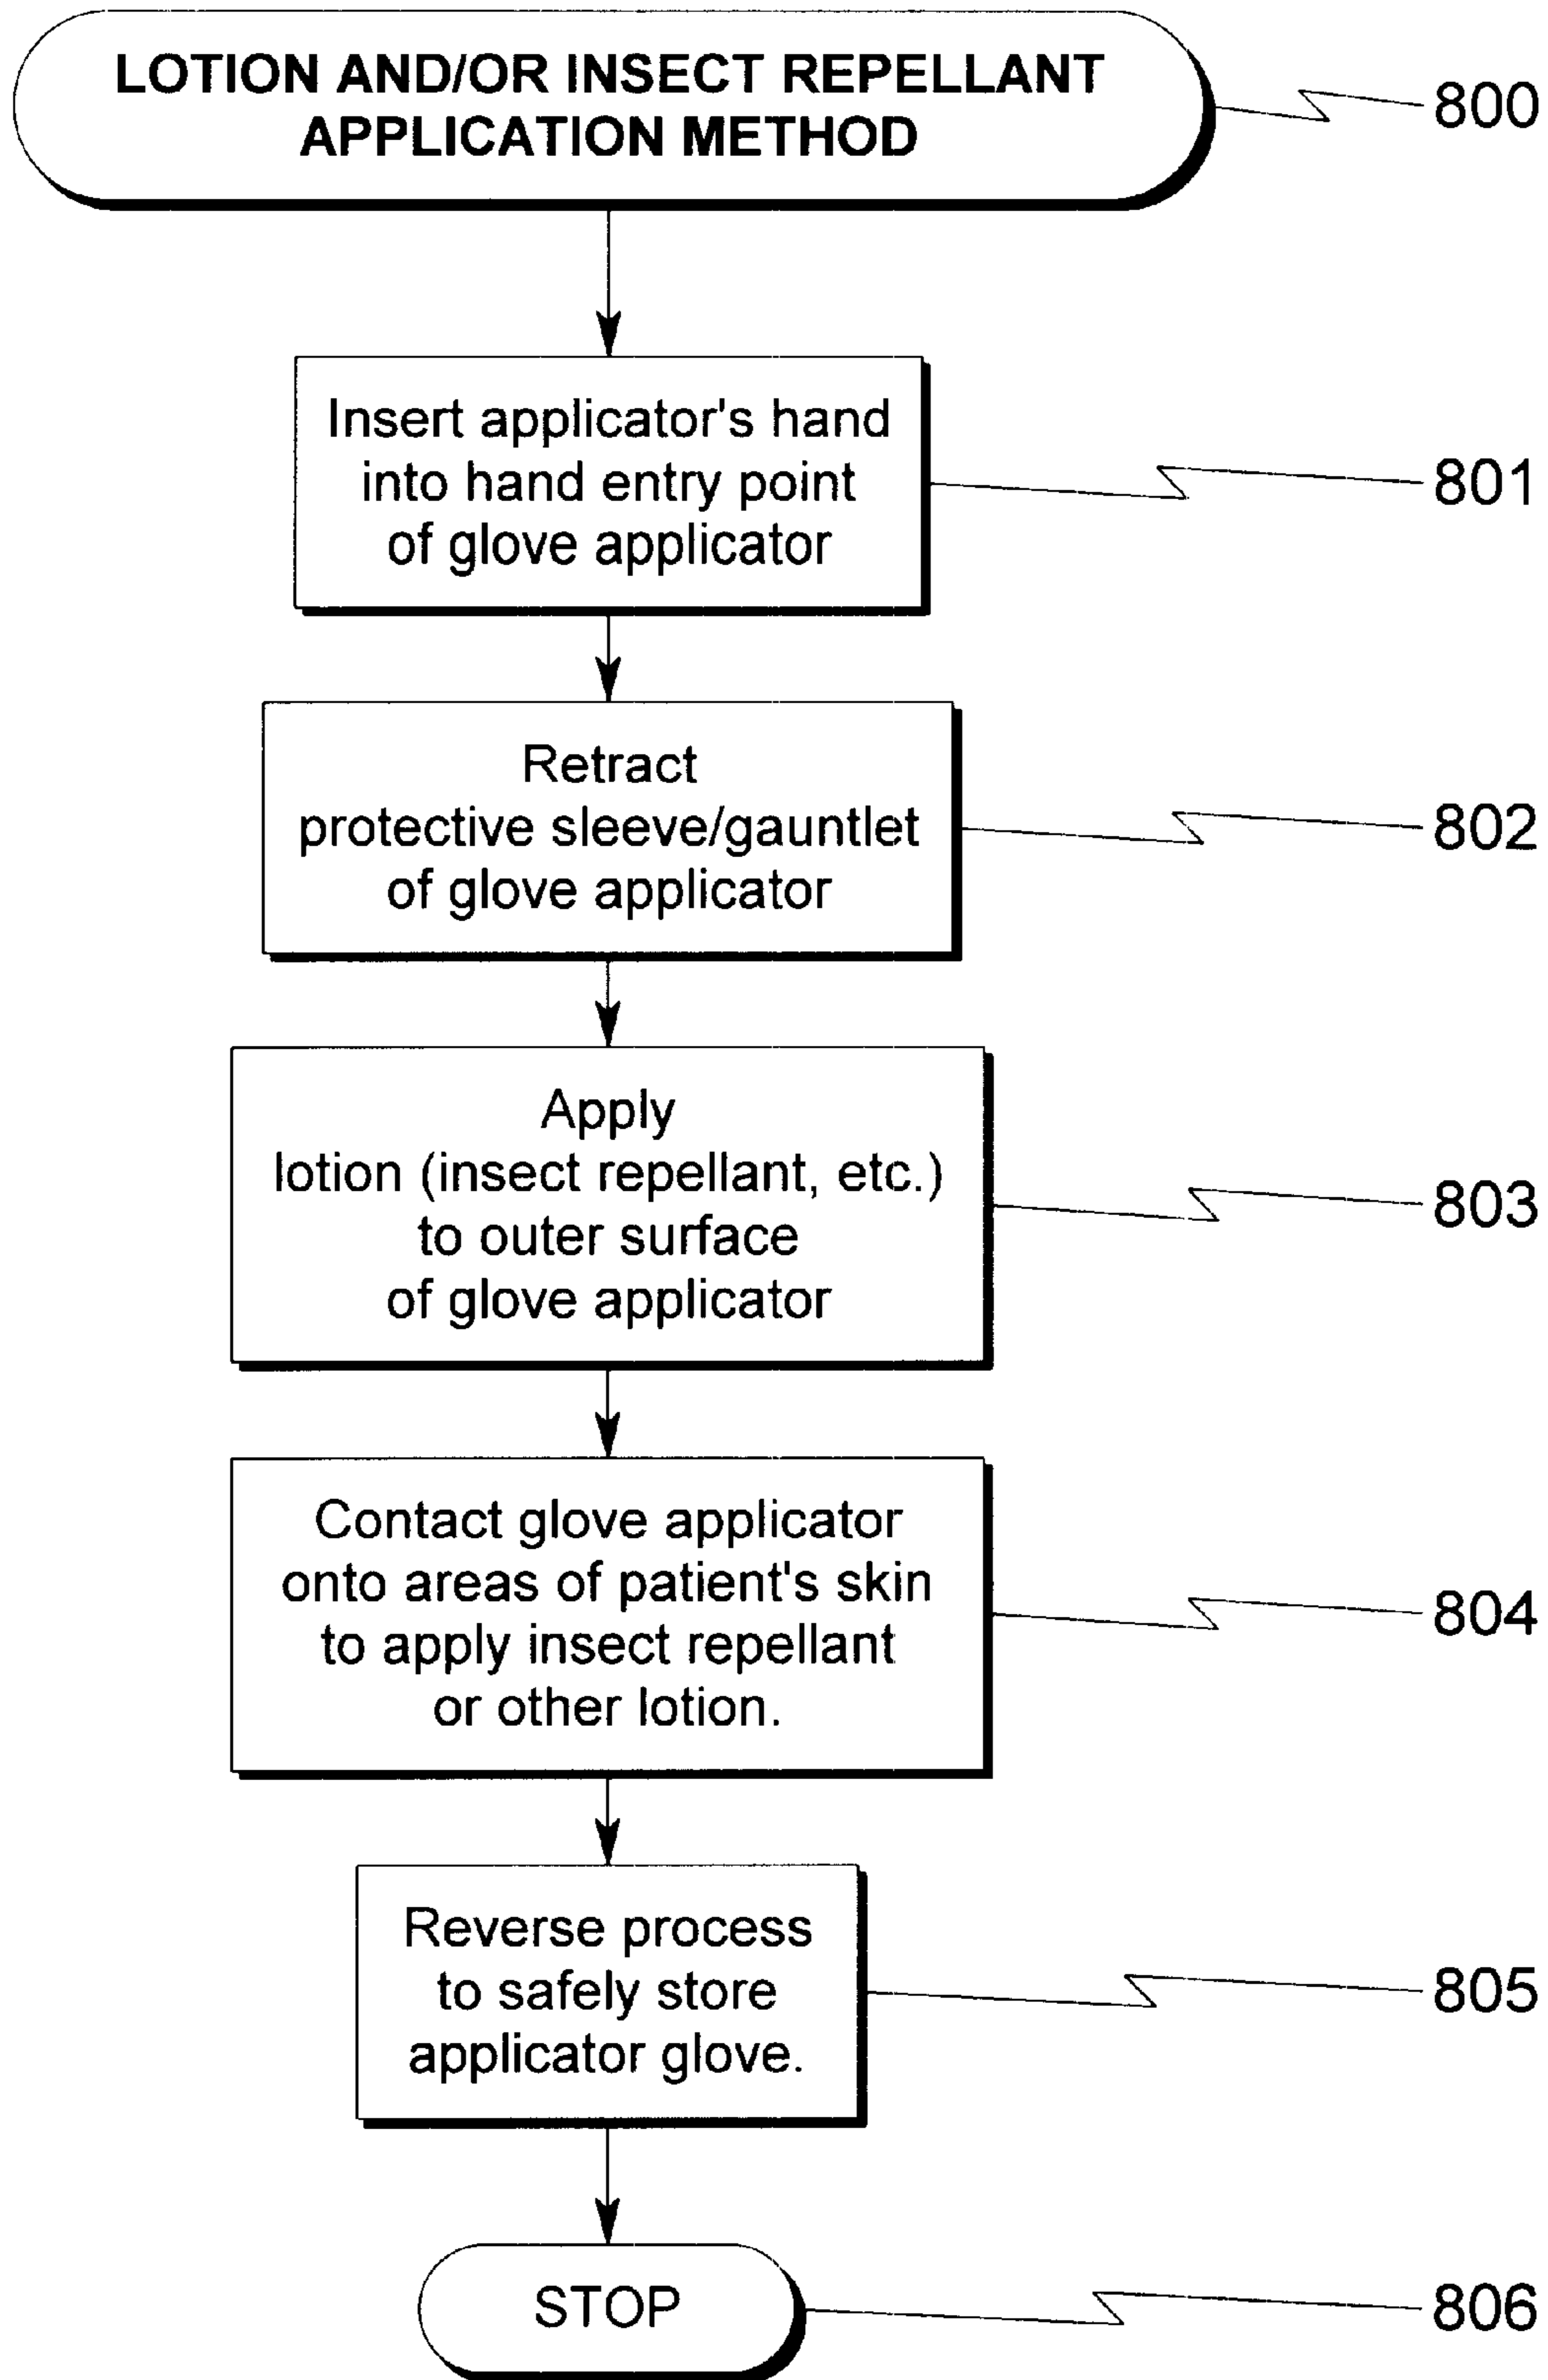 LOTION AND/OR INSECT REPELLANT
APPLICATION METHOD
800
Insert applicator's hand
into hand entry point
of glove applicator
801
Retract
protective sleeve/gauntlet
of glove applicator
802
Apply
lotion (insect repellant, etc.)
to outer surface
of glove applicator
803
Contact glove applicator
onto areas of patient's skin
to apply insect repellant
or other lotion.
804
Reverse process
to safely store
applicator glove.
805
STOP
806